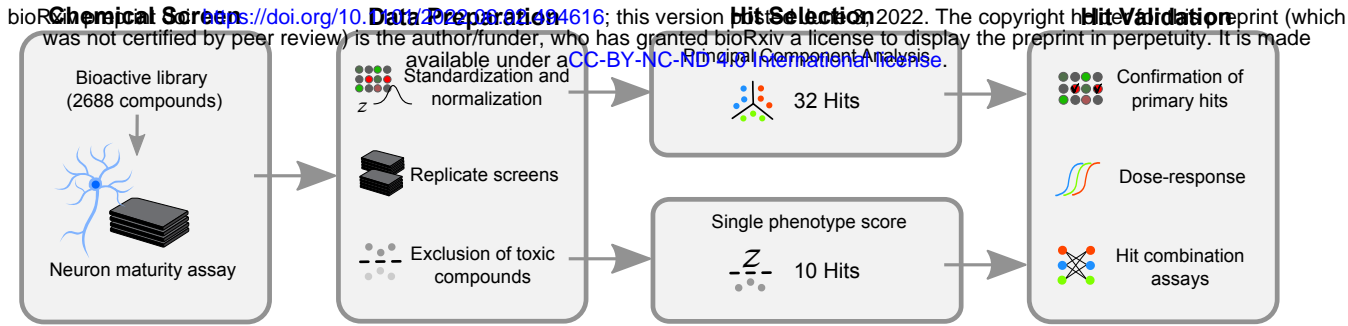 bioRxiv preprint doi: https://doi.org/10.1101/2022.06.02.494616; this version posted June 3, 2022. The copyright holder for this preprint (which
was not certified by peer review) is the author/funder, who has granted bioRxiv a license to display the preprint in perpetuity. It is made
available under aCC-BY-NC-ND 4.0 International license.
Chemical Screen
Bioactive library
(2688 compounds)
Neuron maturity assay
Data Preparation
Standardization and
normalization
Z
Replicate screens
Exclusion of toxic
compounds
Hit Selection
Principal Component Analysis
32 Hits
Single phenotype score
Z
10 Hits
Hit Validation
Confirmation of
primary hits
Dose-response
Hit combination
assays